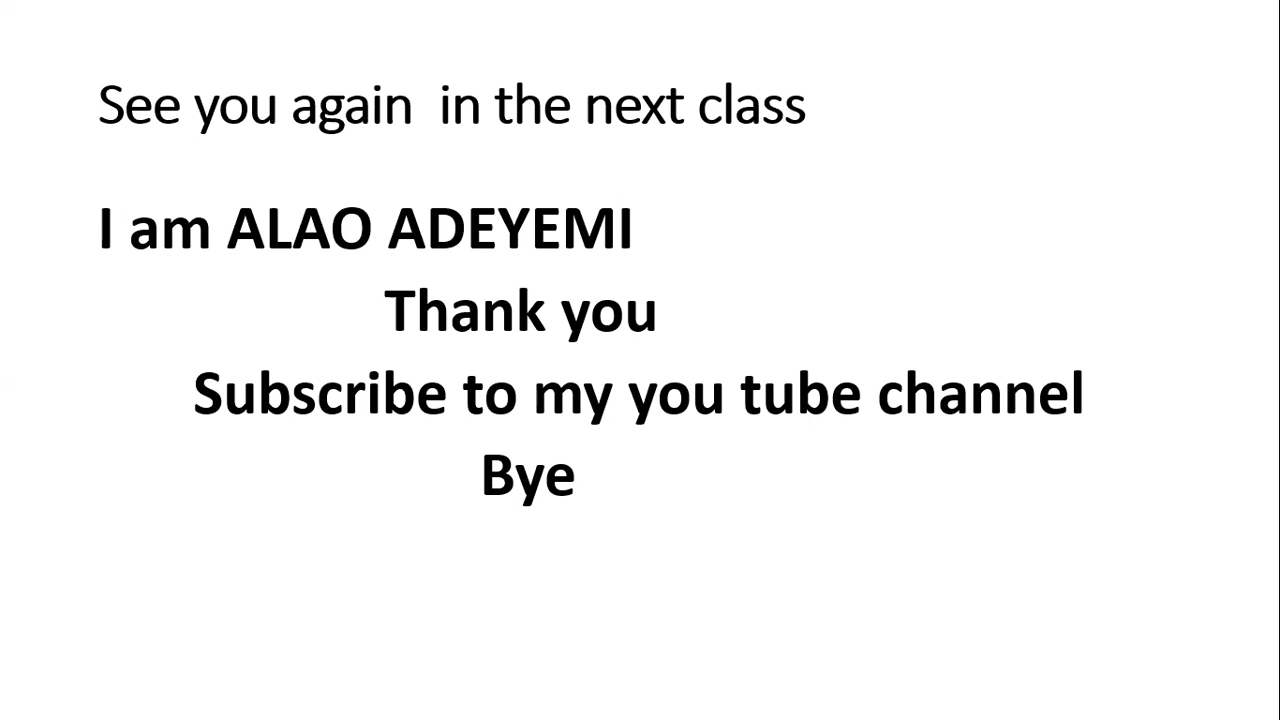 See you again in the next class
I am ALAO ADEYEMI
Thank you
Subscribe to my you tube channel
Bye